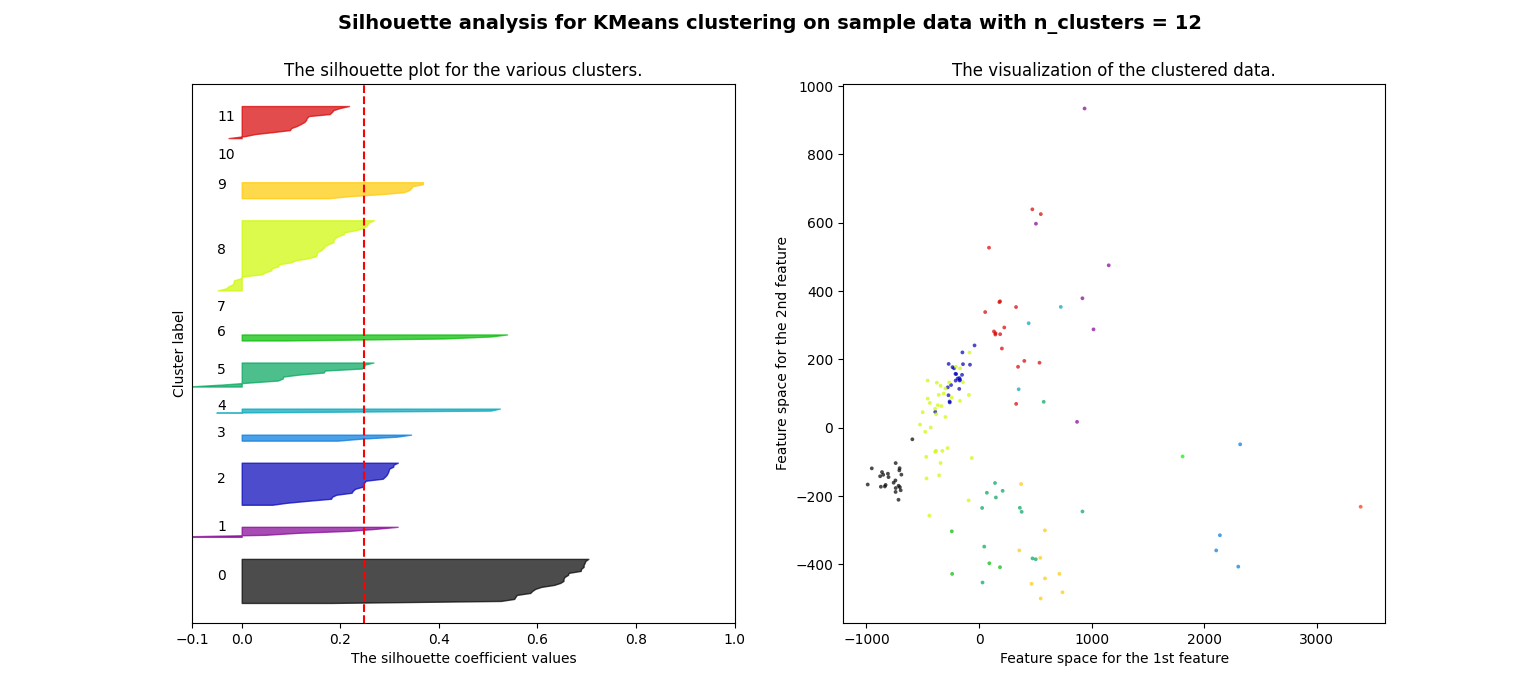 Silhouette analysis for KMeans clustering on sample data with n_clusters = 12
The silhouette plot for the various clusters.
11
10
9
8
7
6
5
4
3
2
1
0
Cluster label
−0.1 0.0 0.2 0.4 0.6 0.8 1.0
The silhouette coefficient values
The visualization of the clustered data.
1000
800
600
400
200
0
−200
−400
Feature space for the 2nd feature
−1000 0 1000 2000 3000
Feature space for the 1st feature